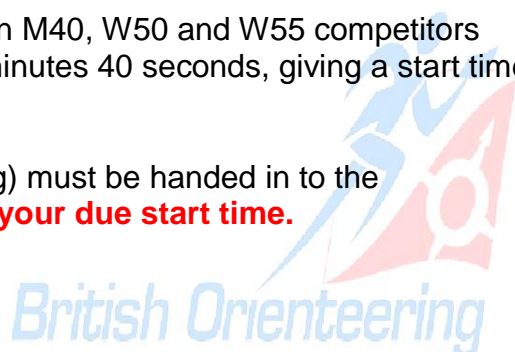 n M40, W50 and W55 competitors
inutes 40 seconds, giving a start time
g) must be handed in to the
your due start time.
British Orienteering